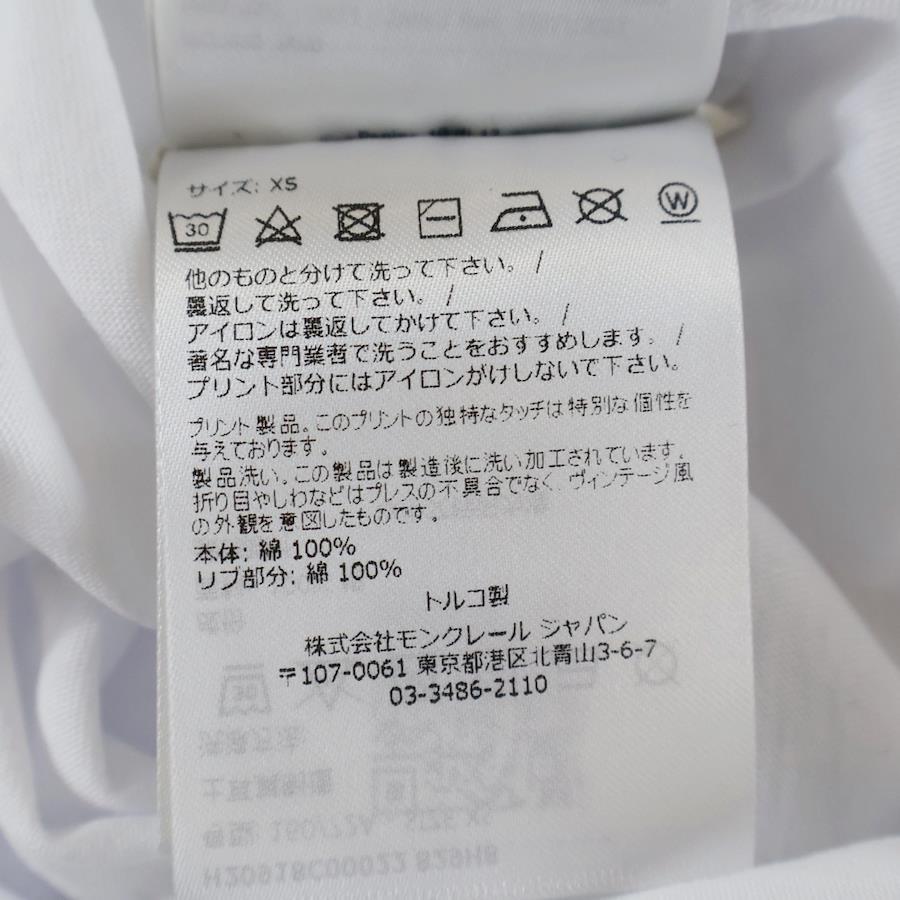 サイズ: XS
30
W
他のものと分けて洗って下さい。 /
裏返して洗って下さい。 /
アイロンは裏返してかけて下さい。 /
著名な専門業者で洗うことをおすすめします。 /
プリント部分にはアイロンがけしないで下さい。
プリント製品。このプリントの独特なタッチは特別な個性を
与えております。
製品洗い。この製品は製造後に洗い加工されています。
折り目やしわなどはプレスの不具合でなく、ヴィンテージ風
の外観を意図したものです。
本体: 綿 100%
リブ部分: 綿 100%
トルコ製
株式会社モンクレール ジャパン
〒107-0061 東京都港区北青山3-6-7
03-3486-2110
H20918C00022 829H8